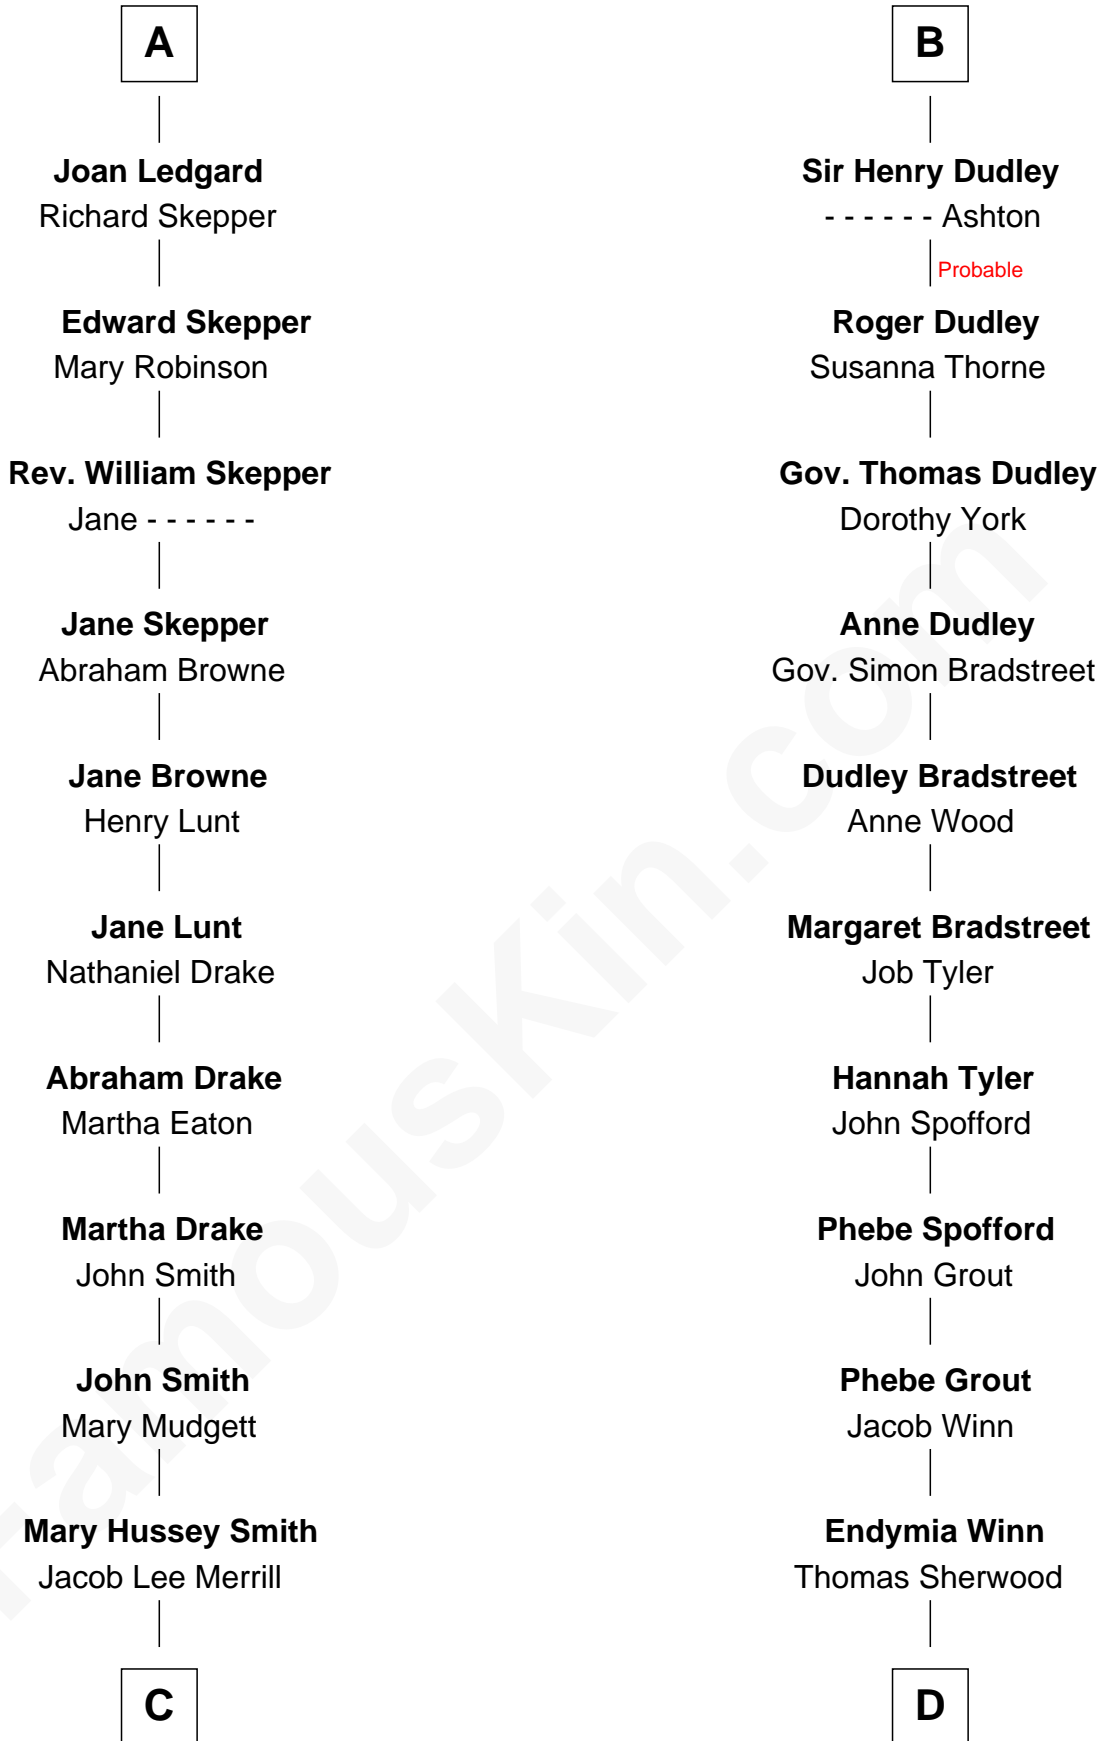 A
Joan Ledgard
Richard Skepper
Edward Skepper
Mary Robinson
Rev. William Skepper
Jane - - - - - -
Jane Skepper
Abraham Browne
Jane Browne
Henry Lunt
Jane Lunt
Nathaniel Drake
Abraham Drake
Martha Eaton
Martha Drake
John Smith
John Smith
Mary Mudgett
Mary Hussey Smith
Jacob Lee Merrill
C
B
Sir Henry Dudley
- - - - - - Ashton
Probable
Roger Dudley
Susanna Thorne
Gov. Thomas Dudley
Dorothy York
Anne Dudley
Gov. Simon Bradstreet
Dudley Bradstreet
Anne Wood
Margaret Bradstreet
Job Tyler
Hannah Tyler
John Spofford
Phebe Spofford
John Grout
Phebe Grout
Jacob Winn
Endymia Winn
Thomas Sherwood
D
FamousKin.com